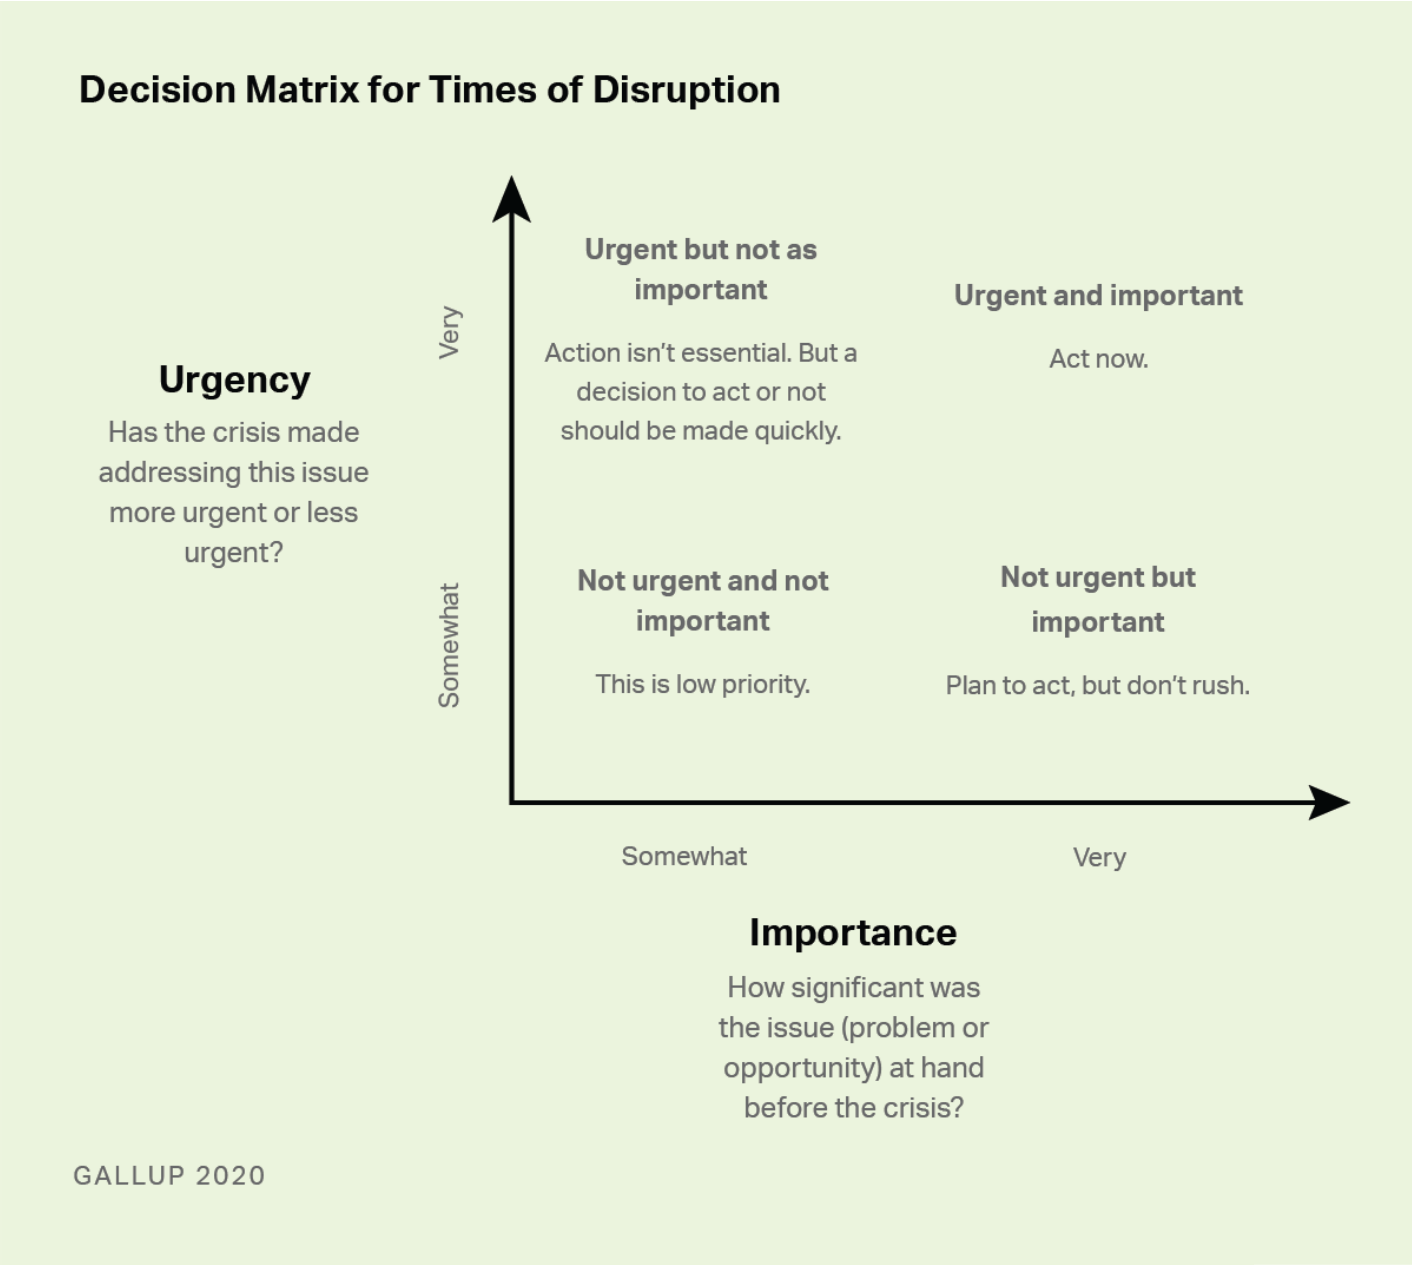 Decision Matrix for Times of Disruption
Urgency
Has the crisis made
addressing this issue
more urgent or less
urgent?
Very
Somewhat
Urgent but not as
important
Action isn’t essential. But a
decision to act or not
should be made quickly.
Urgent and important
Act now.
Not urgent and not
important
This is low priority.
Not urgent but
important
Plan to act, but don’t rush.
Somewhat
Very
Importance
How significant was
the issue (problem or
opportunity) at hand
before the crisis?
GALLUP 2020